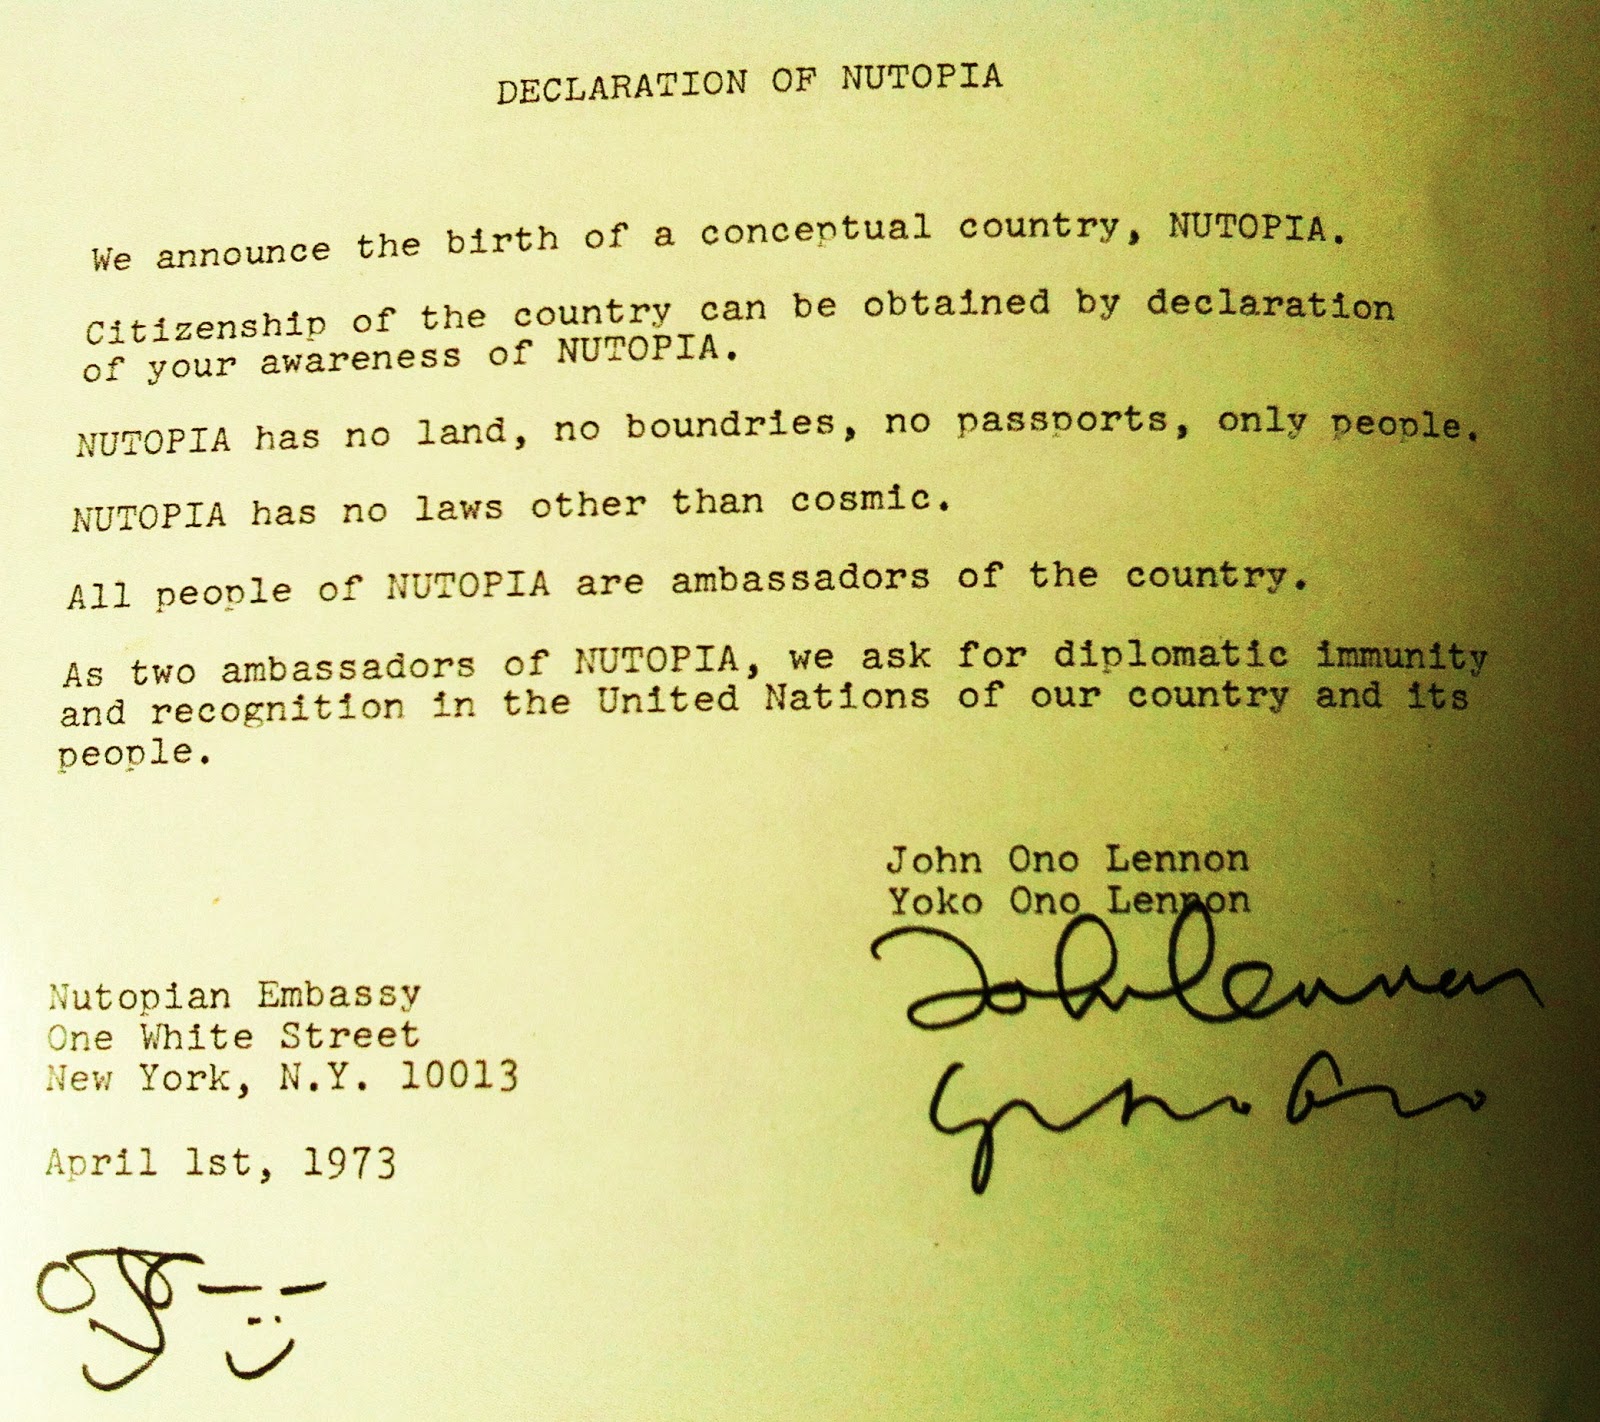 DECLARATION OF NUTOPIA
We announce the birth of a conceptual country, NUTOPIA.
Citizenship of the country can be obtained by declaration
of your awareness of NUTOPIA.
NUTOPIA has no land, no boundries, no passports, only people.
NUTOPIA has no laws other than cosmic.
All people of NUTOPIA are ambassadors of the country.
As two ambassadors of NUTOPIA, we ask for diplomatic immunity
and recognition in the United Nations of our country and its
people.
John Ono Lennon
Yoko Ono Lennon
John Lennon
Yoko Ono
Nutopian Embassy
One White Street
New York, N.Y. 10013
April 1st, 1973